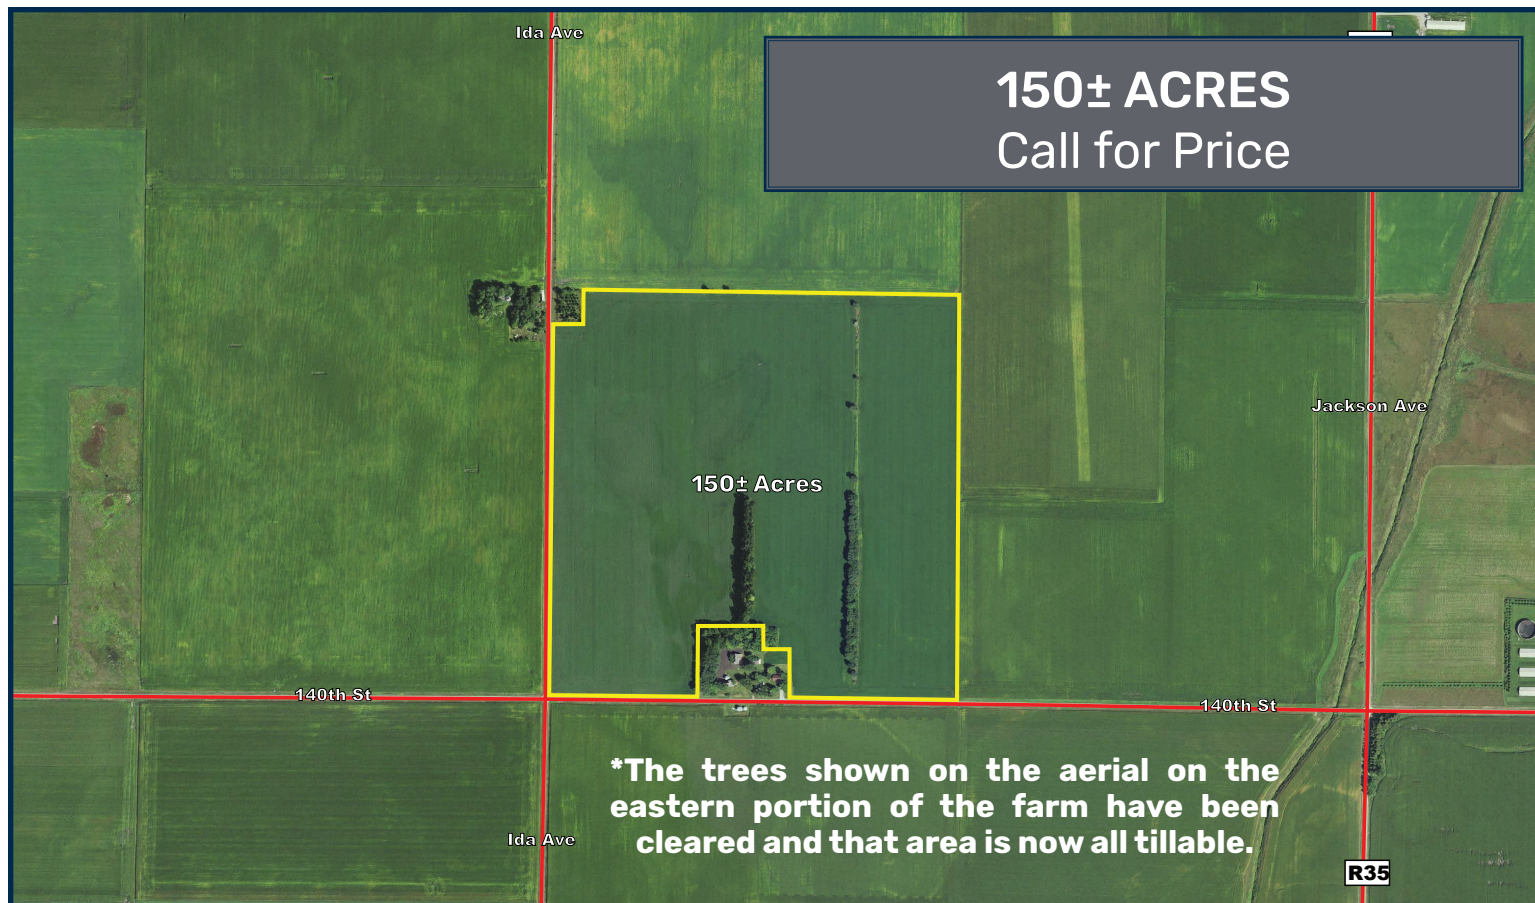 Ida Ave
150± ACRES
Call for Price
Jackson Ave
150± Acres
140th St
140th St
*The trees shown on the aerial on the
eastern portion of the farm have been
cleared and that area is now all tillable.
Ida Ave
R35